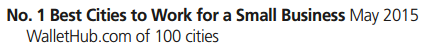 No. 1 Best Cities to Work for a Small Business May 2015
WalletHub.com of 100 cities